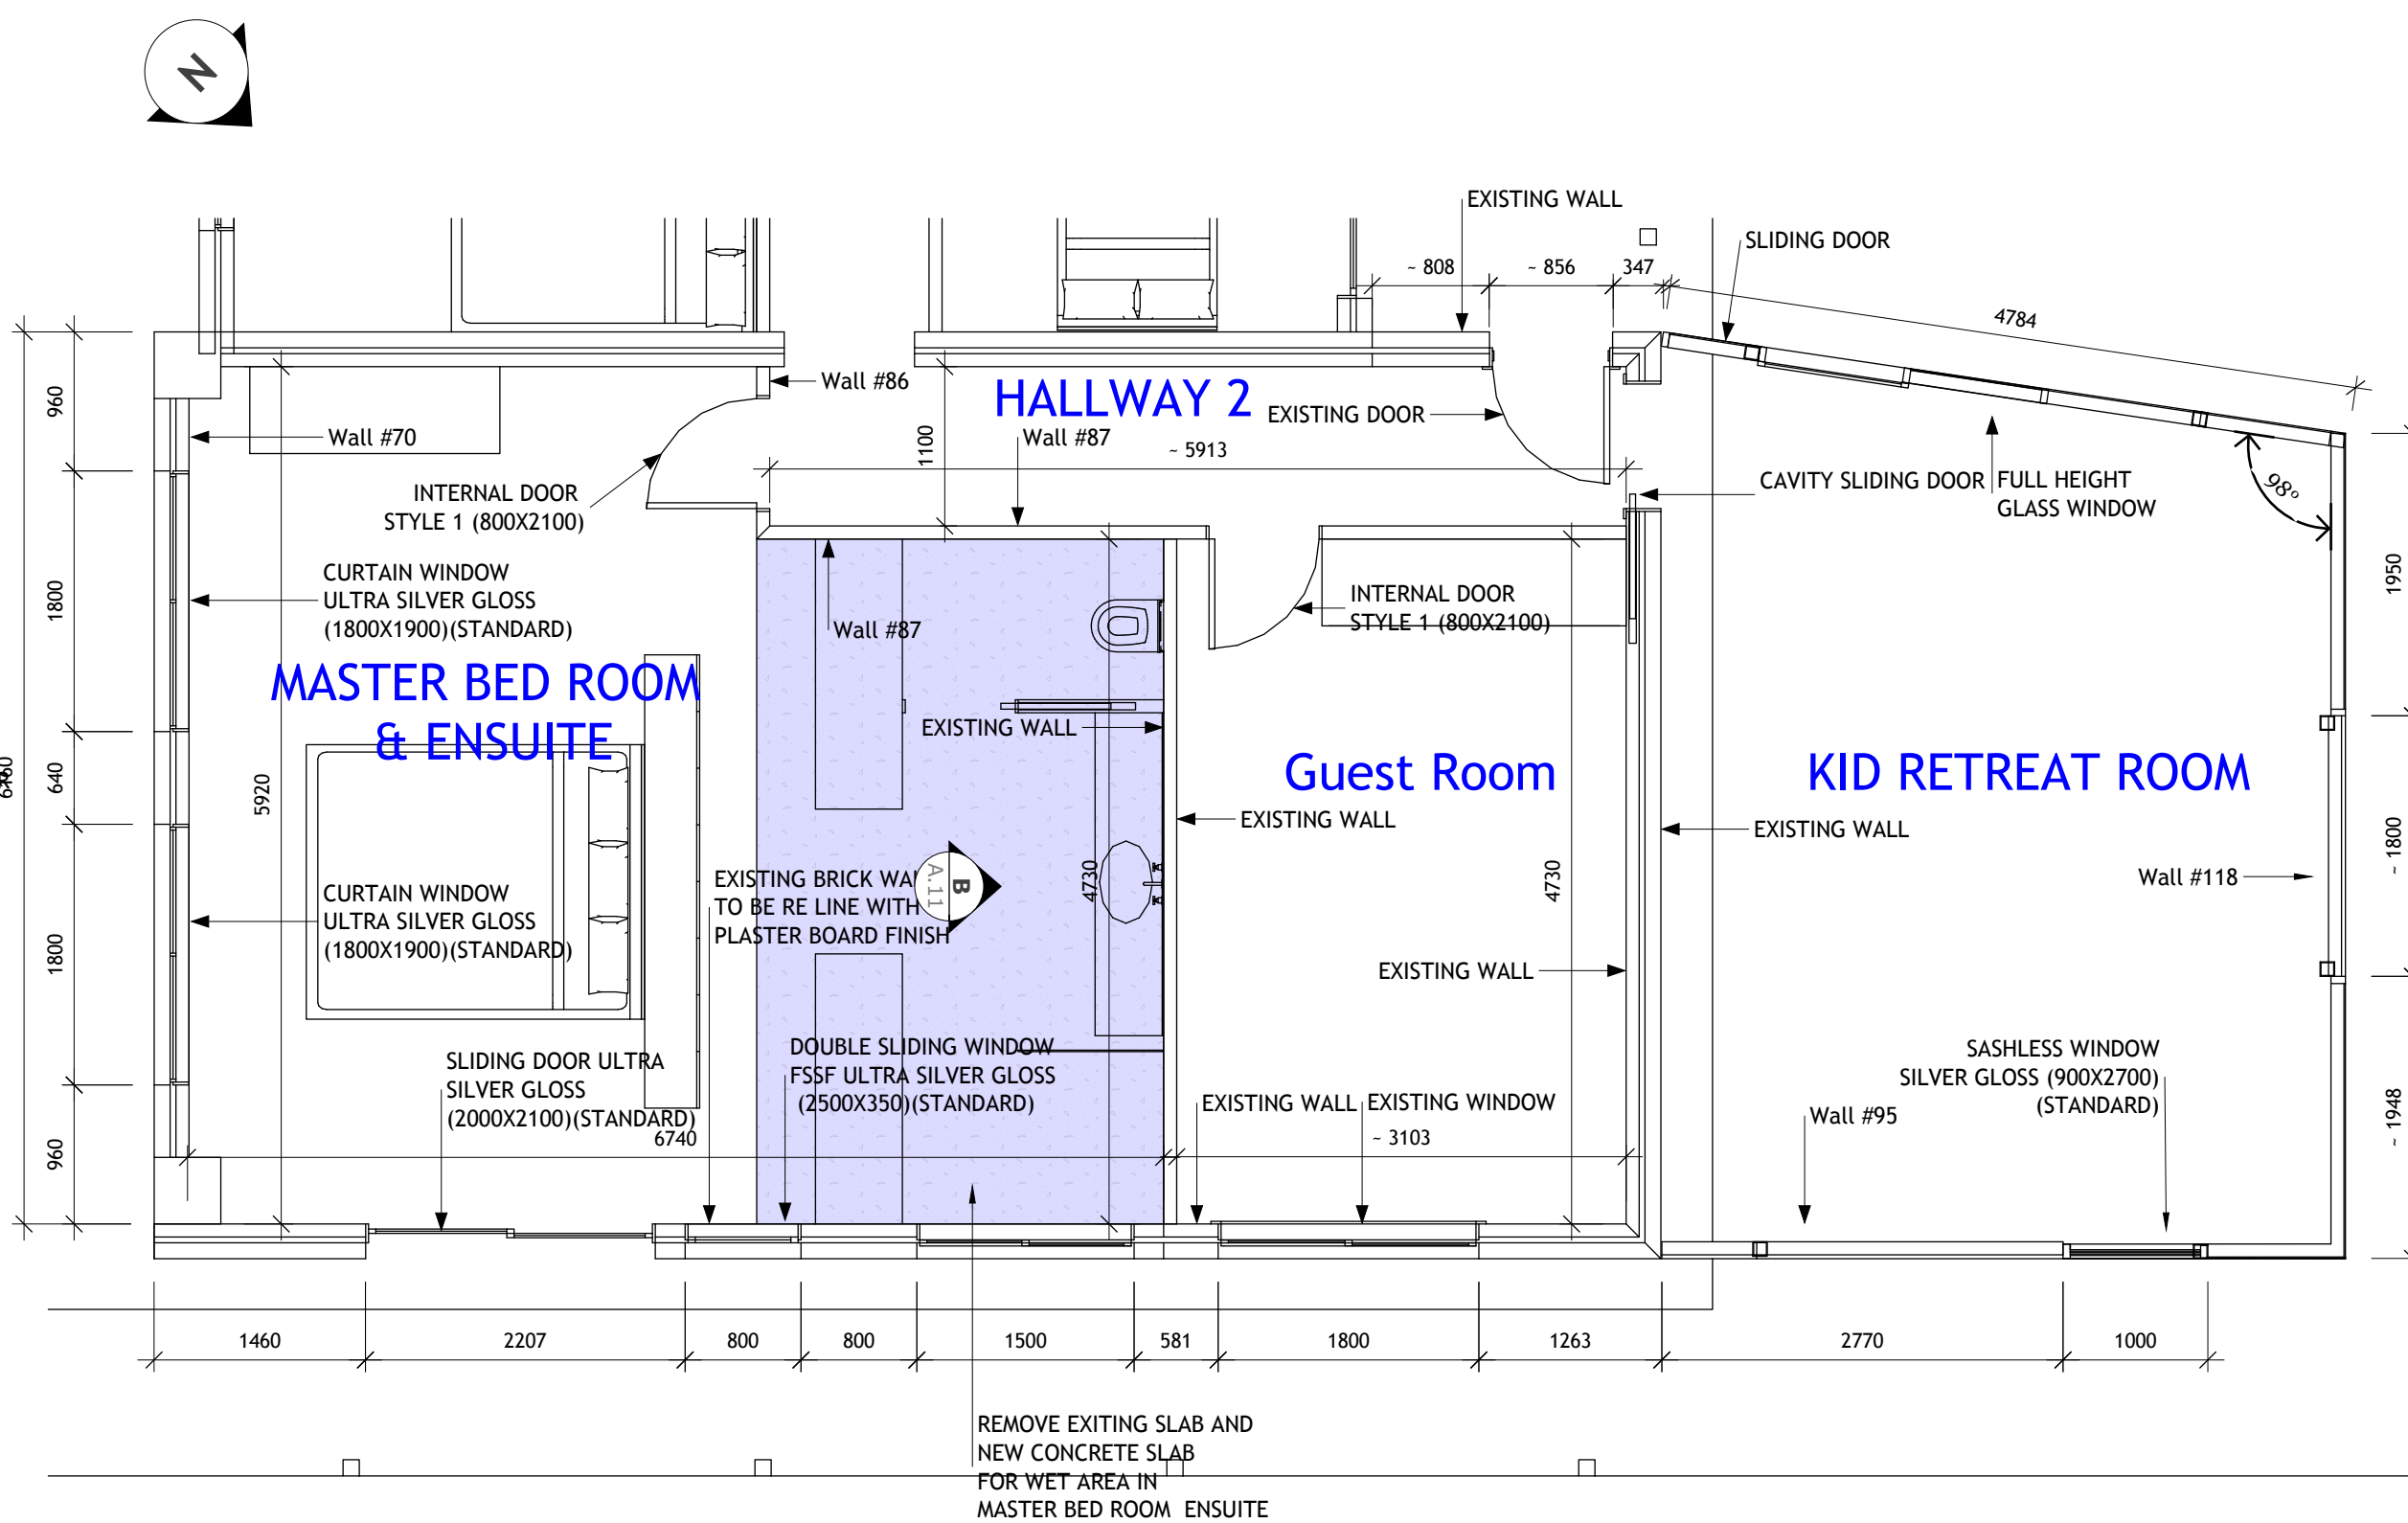 N
EXISTING WALL
SLIDING DOOR
~ 808
~ 856
347
4784
960
Wall #86
HALLWAY 2
EXISTING DOOR
Wall #70
1100
Wall #87
~ 5913
CAVITY SLIDING DOOR
FULL HEIGHT
GLASS WINDOW
98°
INTERNAL DOOR
STYLE 1 (800X2100)
1800
CURTAIN WINDOW
ULTRA SILVER GLOSS
(1800X1900)(STANDARD)
Wall #87
INTERNAL DOOR
STYLE 1 (800X2100)
1950
MASTER BED ROOM
& ENSUITE
EXISTING WALL
Guest Room
KID RETREAT ROOM
640
5920
EXISTING WALL
EXISTING WALL
~ 1800
EXISTING BRICK WA
TO BE RE LINE WITH
PLASTER BOARD FINISH
B
A.11
4730
4730
Wall #118
CURTAIN WINDOW
ULTRA SILVER GLOSS
(1800X1900)(STANDARD)
1800
EXISTING WALL
SLIDING DOOR ULTRA
SILVER GLOSS
(2000X2100)(STANDARD)
DOUBLE SLIDING WINDOW
FSSF ULTRA SILVER GLOSS
(2500X350)(STANDARD)
SASHLESS WINDOW
SILVER GLOSS (900X2700)
(STANDARD)
EXISTING WALL
EXISTING WINDOW
Wall #95
~ 1948
960
6740
~ 3103
1460
2207
800
800
1500
581
1800
1263
2770
1000
REMOVE EXITING SLAB AND
NEW CONCRETE SLAB
FOR WET AREA IN
MASTER BED ROOM ENSUITE